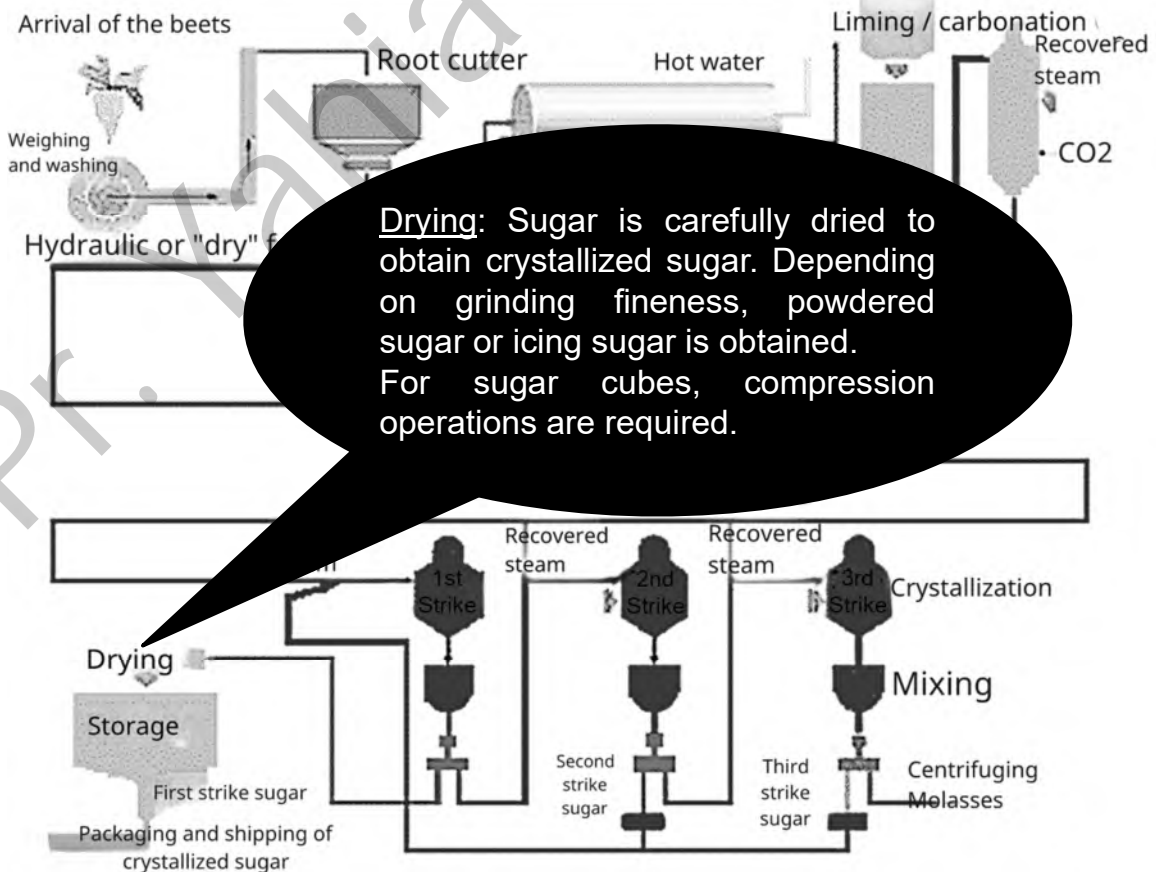 Arrival of the beets
Liming / carbonation
Recovered
steam
Root cutter
Hot water
Weighing
and washing
CO2
Hydraulic or "dry"
Drying: Sugar is carefully dried to
obtain crystallized sugar. Depending
on grinding fineness, powdered
sugar or icing sugar is obtained.
For sugar cubes, compression
operations are required.
Recovered
steam
Recovered
steam
1st
Strike
2nd
Strike
3rd
Strike
Crystallization
Drying
Mixing
Storage
Second
strike
sugar
Third
strike
sugar
Centrifuging
Molasses
First strike sugar
Packaging and shipping of
crystallized sugar
Pr. Yahia